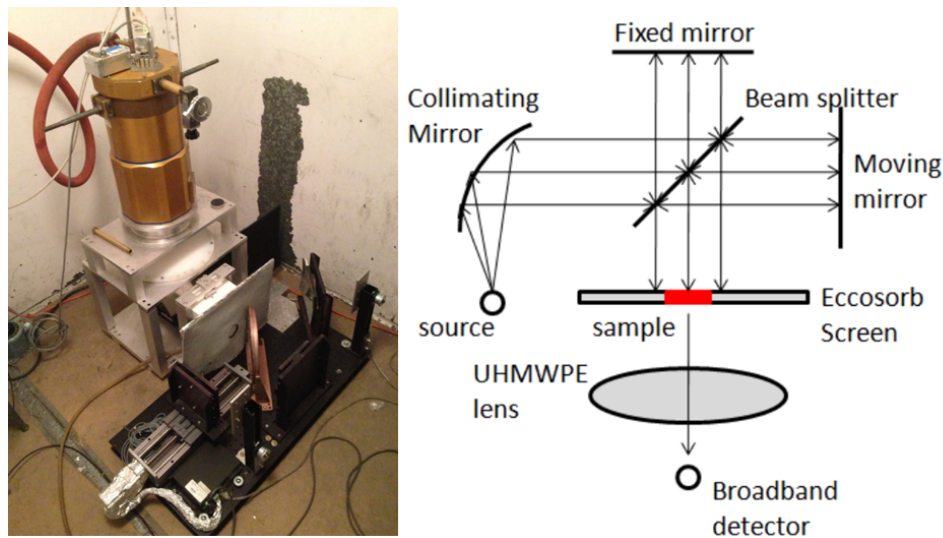 Fixed mirror
Collimating
Mirror
Beam splitter
Moving
mirror
source
sample
Eccosorb
Screen
UHMWPE
lens
Broadband
detector